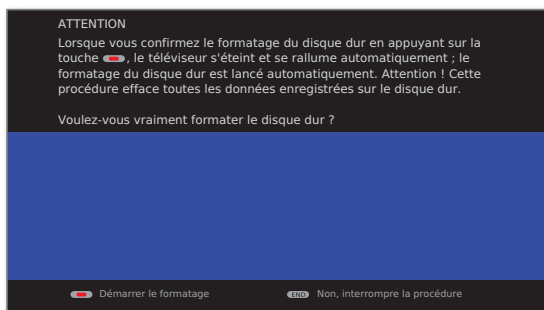 ATTENTION
Lorsque vous confirmez le formatage du disque dur en appuyant sur la
touche , le téléviseur s'éteint et se rallume automatiquement ; le
formatage du disque dur est lancé automatiquement. Attention ! Cette
procédure efface toutes les données enregistrées sur le disque dur.
Voulez-vous vraiment formater le disque dur ?
Démarrer le formatage
END Non, interrompre la procédure